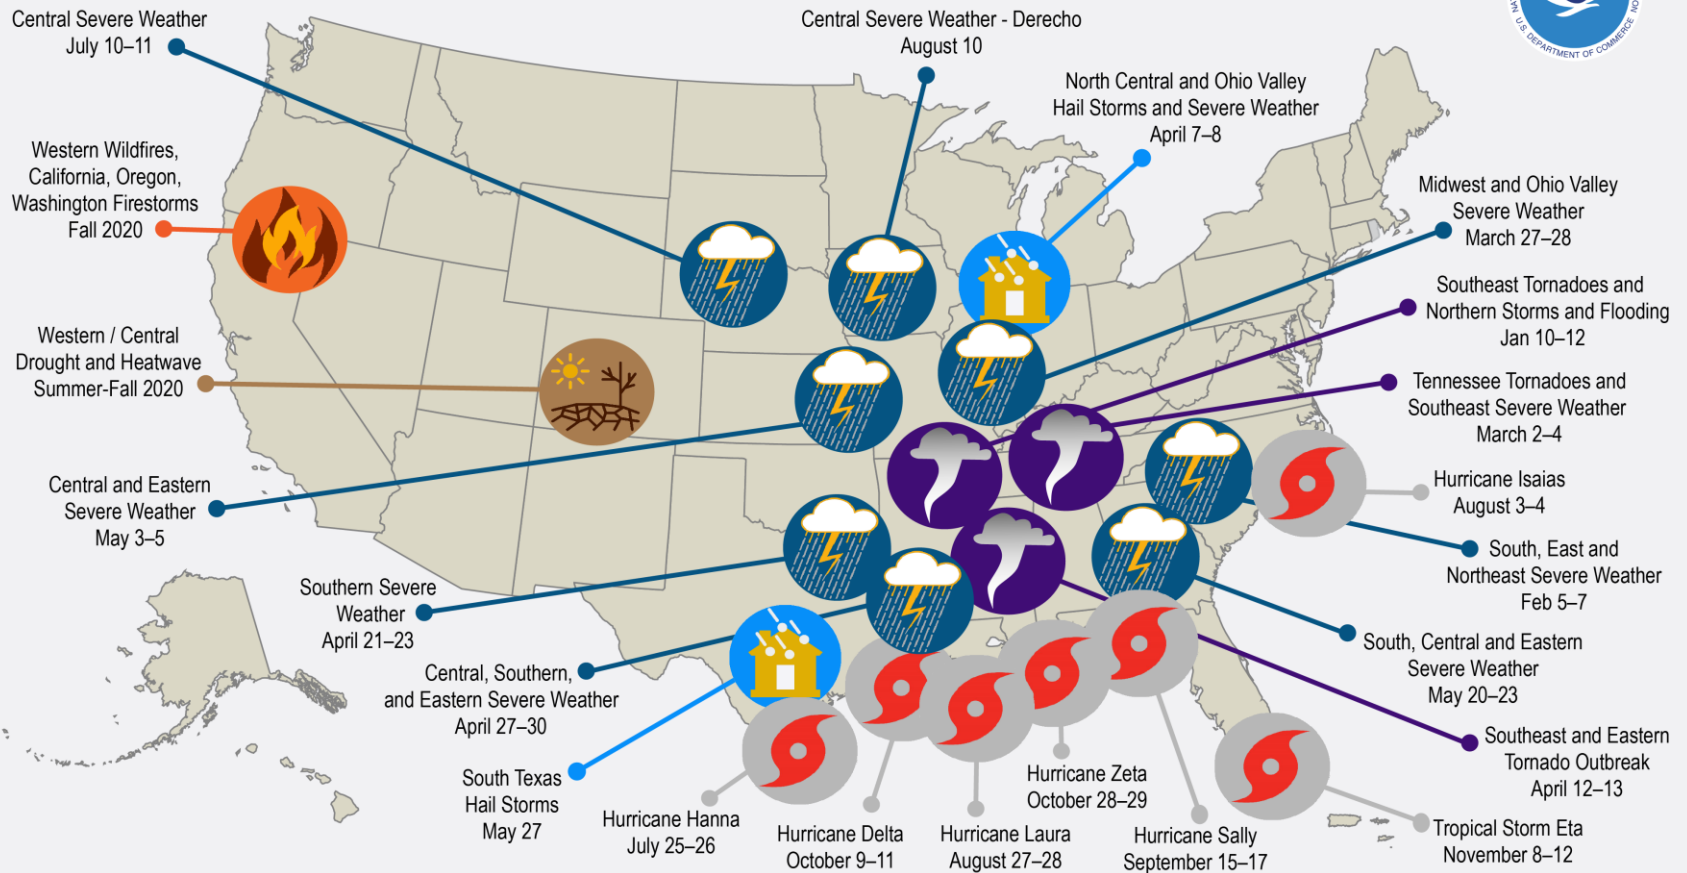 Central Severe Weather
July 10–11
Central Severe Weather - Derecho
August 10
U.S. DEPARTMENT OF COMMERCE
North Central and Ohio Valley
Hail Storms and Severe Weather
April 7–8
Western Wildfires,
California, Oregon,
Washington Firestorms
Fall 2020
Midwest and Ohio Valley
Severe Weather
March 27–28
Southeast Tornadoes and
Northern Storms and Flooding
Jan 10–12
Western / Central
Drought and Heatwave
Summer-Fall 2020
Tennessee Tornadoes and
Southeast Severe Weather
March 2–4
Hurricane Isaias
August 3–4
Central and Eastern
Severe Weather
May 3–5
South, East and
Northeast Severe Weather
Feb 5–7
Southern Severe
Weather
April 21–23
South, Central and Eastern
Severe Weather
May 20–23
Central, Southern,
and Eastern Severe Weather
April 27–30
Southeast and Eastern
Tornado Outbreak
April 12–13
South Texas
Hail Storms
May 27
Hurricane Hanna
July 25–26
Hurricane Delta
October 9–11
Hurricane Laura
August 27–28
Hurricane Zeta
October 28–29
Hurricane Sally
September 15–17
Tropical Storm Eta
November 8–12